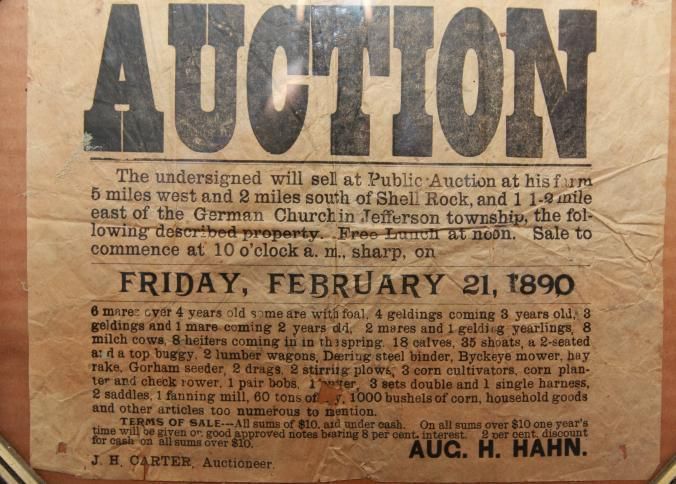 AUCTION
The undersigned will sell at Public Auction at his farm
5 miles west and 2 miles south of Shell Rock, and 1 1-2 mile
east of the German Church in Jefferson township, the fol-
lowing described property. Free Lunch at noon. Sale to
commence at 10 o'clock a. m., sharp, on
FRIDAY, FEBRUARY 21, 1890
6 mares over 4 years old some are with foal, 4 geldings coming 3 years old, 3
geldings and 1 mare coming 2 years old, 2 mares and 1 gelding yearlings, 8
milch cows, 8 heifers coming in in this spring. 18 calves, 35 shoats, a 2-seated
and a top buggy, 2 lumber wagons, Deering steel binder, Byckeye mower, hay
rake, Gorham seeder, 2 drags, 2 stirring plows, 3 corn cultivators, corn plan-
ter and check rower, 1 pair bobs, 1 3 sets double and 1 single harness,
2 saddles, 1 fanning mill, 60 tons of 1000 bushels of corn, household goods
and other articles too numerous to mention.
TERMS OF SALE---All sums of $10. and under cash. On all sums over $10 one year's
time will be given or good approved notes bearing 8 per cent. interest. 2 per cent. discount
for cash on all sums over $10.
AUG. H. HAHN.
J. H. CARTER, Auctioneer.